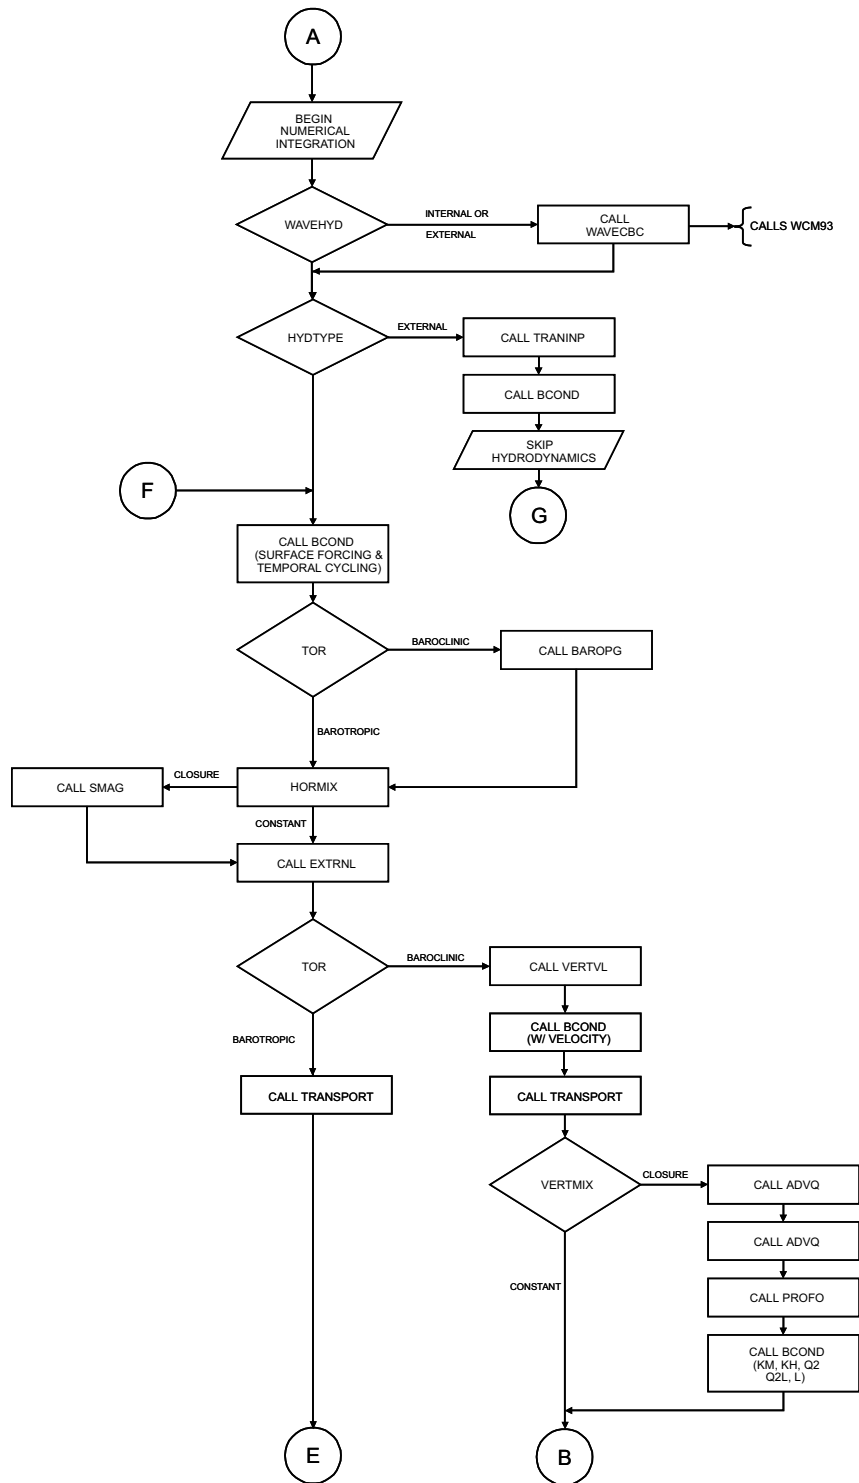 A
BEGIN
NUMERICAL
INTEGRATION
WAVEHYD
INTERNAL OR
EXTERNAL
CALL
WAVECBC
CALLS WCM93
HYDTYPE
EXTERNAL
CALL TRANINP
CALL BCOND
SKIP
HYDRODYNAMICS
G
F
CALL BCOND
(SURFACE FORCING &
TEMPORAL CYCLING)
TOR
BAROCLINIC
CALL BAROPG
BAROTROPIC
CALL SMAG
CLOSURE
HORMIX
CONSTANT
CALL EXTRNL
TOR
BAROCLINIC
CALL VERTVL
CALL BCOND
(W/ VELOCITY)
BAROTROPIC
CALL TRANSPORT
CALL TRANSPORT
VERTMIX
CLOSURE
CALL ADVQ
CALL ADVQ
CONSTANT
CALL PROFO
CALL BCOND
(KM, KH, Q2
Q2L, L)
E
B